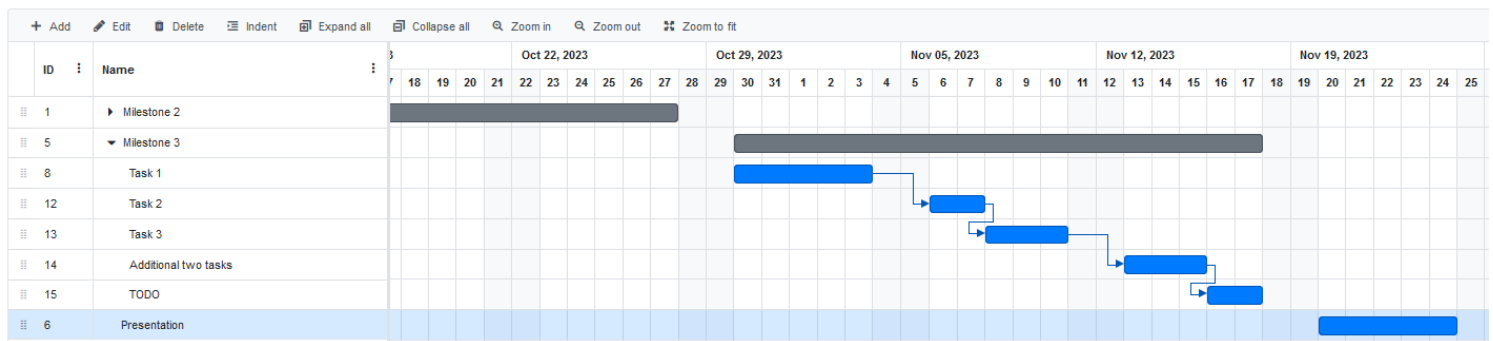 Add Edit Delete Indent Expand all Collapse all Zoom in Zoom out Zoom to fit
ID Name Oct 22, 2023 Oct 29, 2023 Nov 05, 2023 Nov 12, 2023 Nov 19, 2023
18 19 20 21 22 23 24 25 26 27 28 29 30 31 1 2 3 4 5 6 7 8 9 10 11 12 13 14 15 16 17 18 19 20 21 22 23 24 25
1 Milestone 2
5 Milestone 3
8 Task 1
12 Task 2
13 Task 3
14 Additional two tasks
15 TODO
6 Presentation